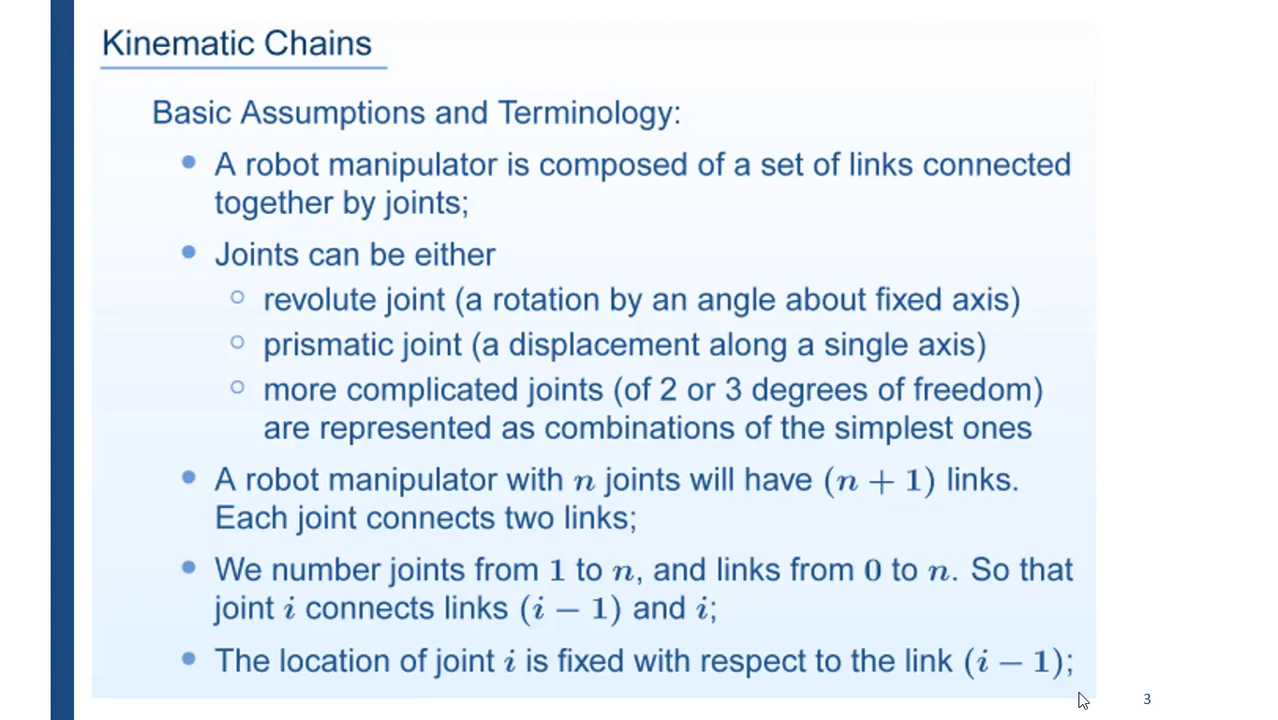 Kinematic Chains
Basic Assumptions and Terminology:
• A robot manipulator is composed of a set of links connected
together by joints;
• Joints can be either
○ revolute joint (a rotation by an angle about fixed axis)
○ prismatic joint (a displacement along a single axis)
○ more complicated joints (of 2 or 3 degrees of freedom)
are represented as combinations of the simplest ones
• A robot manipulator with n joints will have (n + 1) links.
Each joint connects two links;
• We number joints from 1 to n, and links from 0 to n. So that
joint i connects links (i − 1) and i;
• The location of joint i is fixed with respect to the link (i − 1);
3